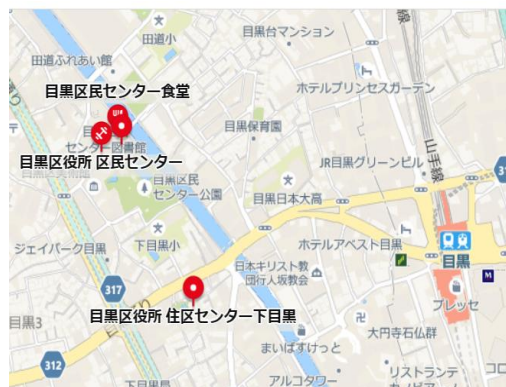 田道小
目黒台マンション
田道ふれあい館
ホテルプリンセスガーデン
目黒区民センター食堂
目黒保育園
センター図書館
目黒区役所 区民センター
JR目黒グリーンビル
山手線
目黒区民
センター公園
目黒日本大高
下目黒小
ジェイパーク目黒
ホテルアベスト目黒
目黒
日本キリスト教
団行人坂教会
317
目黒区役所 住区センター下目黒
プレッセ
目黒3
大円寺石仏群
まいばすけっと
312
リストランテ
アルコタワー
下目黒局